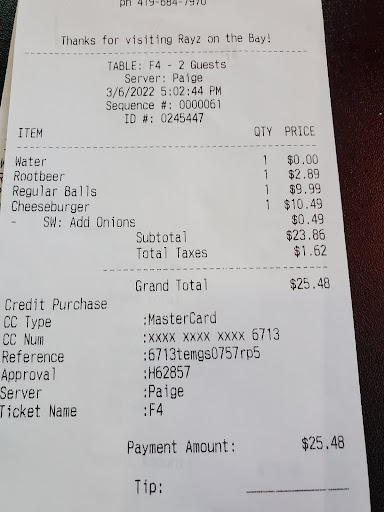 ph 419-684-7970
Thanks for visiting Rayz on the Bay!
TABLE: F4 - 2 Guests
Server: Paige
3/6/2022 5:02:44 PM
Sequence #: 0000061
ID #: 0245447
ITEM QTY PRICE
Water 1 $0.00
Rootbeer 1 $2.89
Regular Balls 1 $9.99
Cheeseburger 1 $10.49
- SW: Add Onions $0.49
Subtotal $23.86
Total Taxes $1.62
Grand Total $25.48
Credit Purchase
CC Type :MasterCard
CC Num :xxxx xxxx xxxx 6713
Reference :6713temgs0757rp5
Approval :H62857
Server :Paige
Ticket Name :F4
Payment Amount: $25.48
Tip: